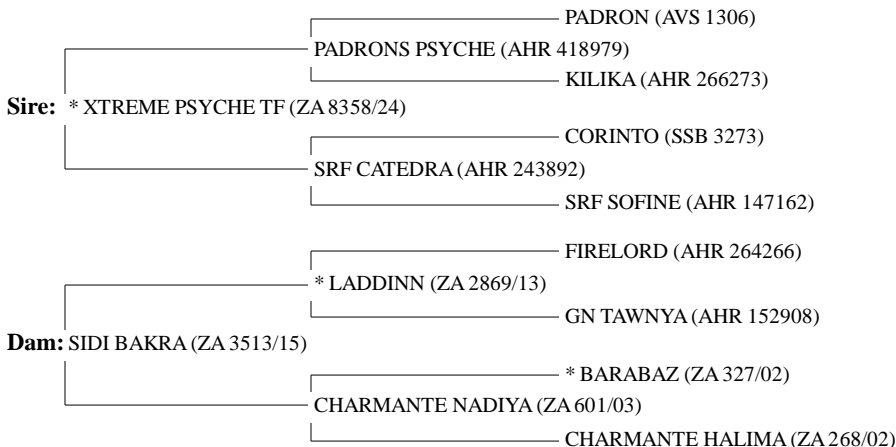 PADRON (AVS 1306)
PADRONS PSYCHE (AHR 418979)
KILIKA (AHR 266273)
Sire: * XTREME PSYCHE TF (ZA 8358/24)
CORINTO (SSB 3273)
SRF CATEDRA (AHR 243892)
SRF SOFINE (AHR 147162)
FIRELORD (AHR 264266)
* LADDINN (ZA 2869/13)
GN TAWNYA (AHR 152908)
Dam: SIDI BAKRA (ZA 3513/15)
* BARABAZ (ZA 327/02)
CHARMANTE NADIYA (ZA 601/03)
CHARMANTE HALIMA (ZA 268/02)